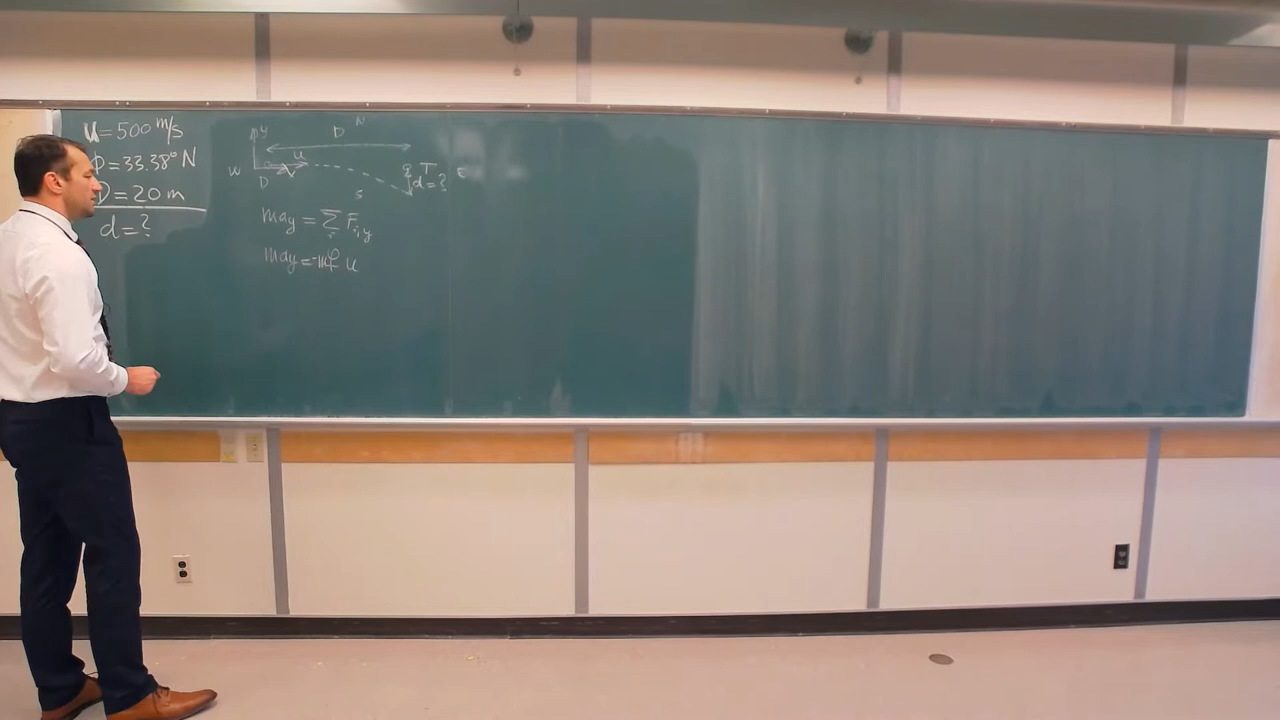 u = 500 m/s
ϕ = 33.38° N
D = 20 m
d = ?
y
D
N
W
u
T
d = ?
E
S
may = Σ Fi,y
may = -mf u